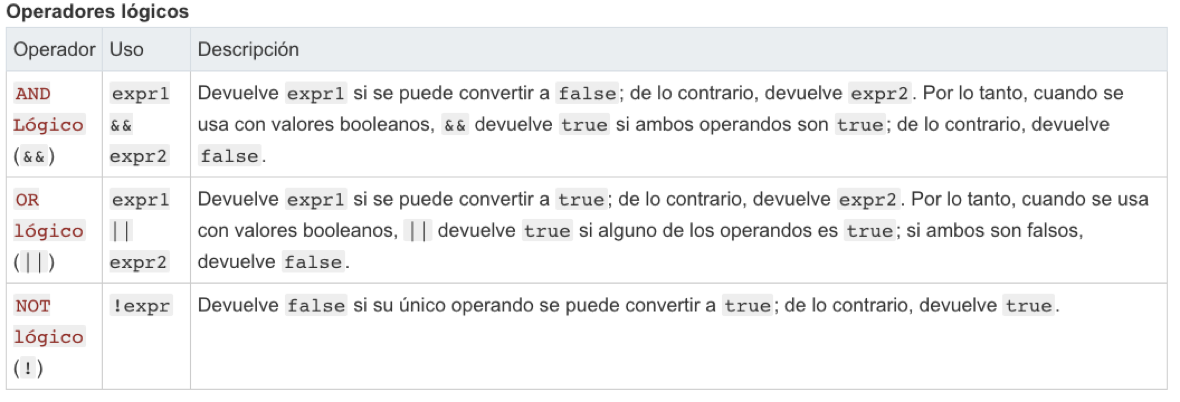 Operadores lógicos
Operador Uso Descripción
AND expr1 Devuelve expr1 si se puede convertir a false; de lo contrario, devuelve expr2. Por lo tanto, cuando se
Lógico && usa con valores booleanos, && devuelve true si ambos operandos son true; de lo contrario, devuelve
(&&) expr2 false.
OR expr1 Devuelve expr1 si se puede convertir a true; de lo contrario, devuelve expr2. Por lo tanto, cuando se usa
lógico || con valores booleanos, || devuelve true si alguno de los operandos es true; si ambos son falsos,
(||) expr2 devuelve false.
NOT !expr Devuelve false si su único operando se puede convertir a true; de lo contrario, devuelve true.
lógico
(!)